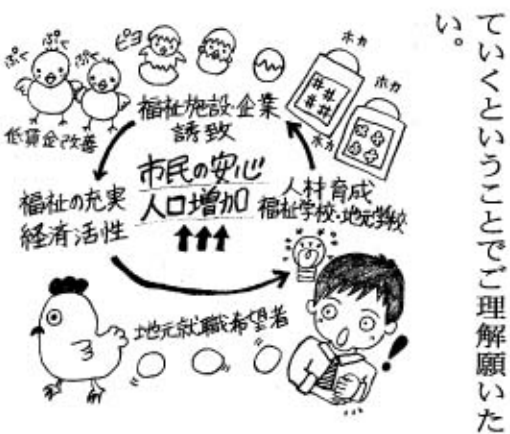 ていくということでご理解願いた
い。
ぷく
ぷく
ピヨ
ホカ
ホカ
ホカ
低賃金改善
福祉施設・企業
誘致
市民の安心
人口増加
福祉の充実
経済活性
人材育成
福祉学校・地元学校
地元就職希望者